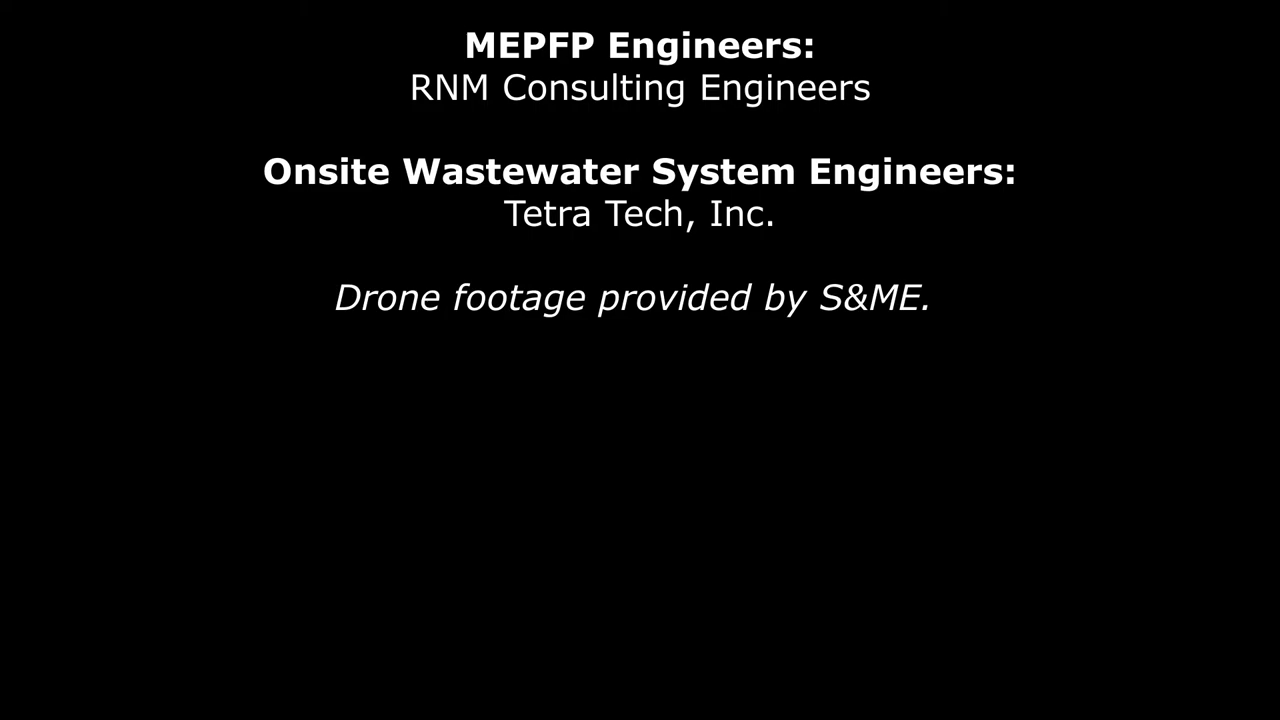 MEPFP Engineers:
RNM Consulting Engineers
Onsite Wastewater System Engineers:
Tetra Tech, Inc.
Drone footage provided by S&ME.